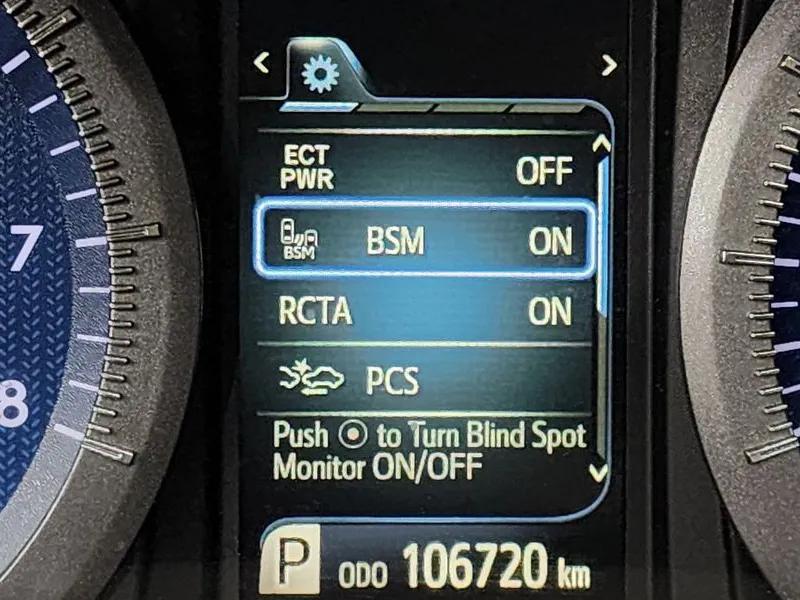 ECT
PWR OFF
BSM BSM ON
RCTA ON
PCS
Push to Turn Blind Spot
Monitor ON/OFF
P ODO 106720 km
7
8